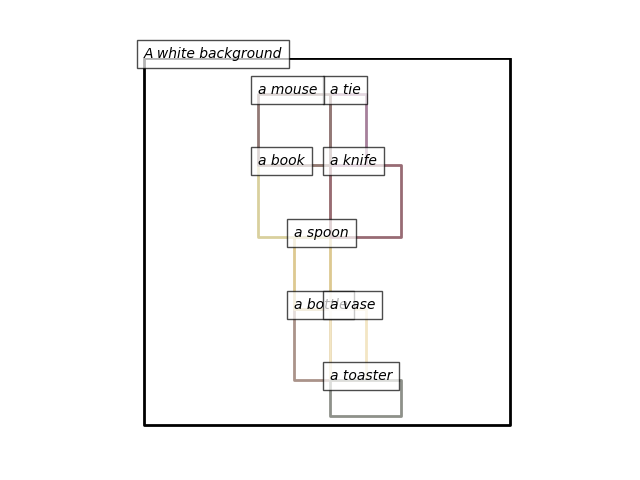 A white background
a mouse
a tie
a book
a knife
a spoon
a bottle
a vase
a toaster